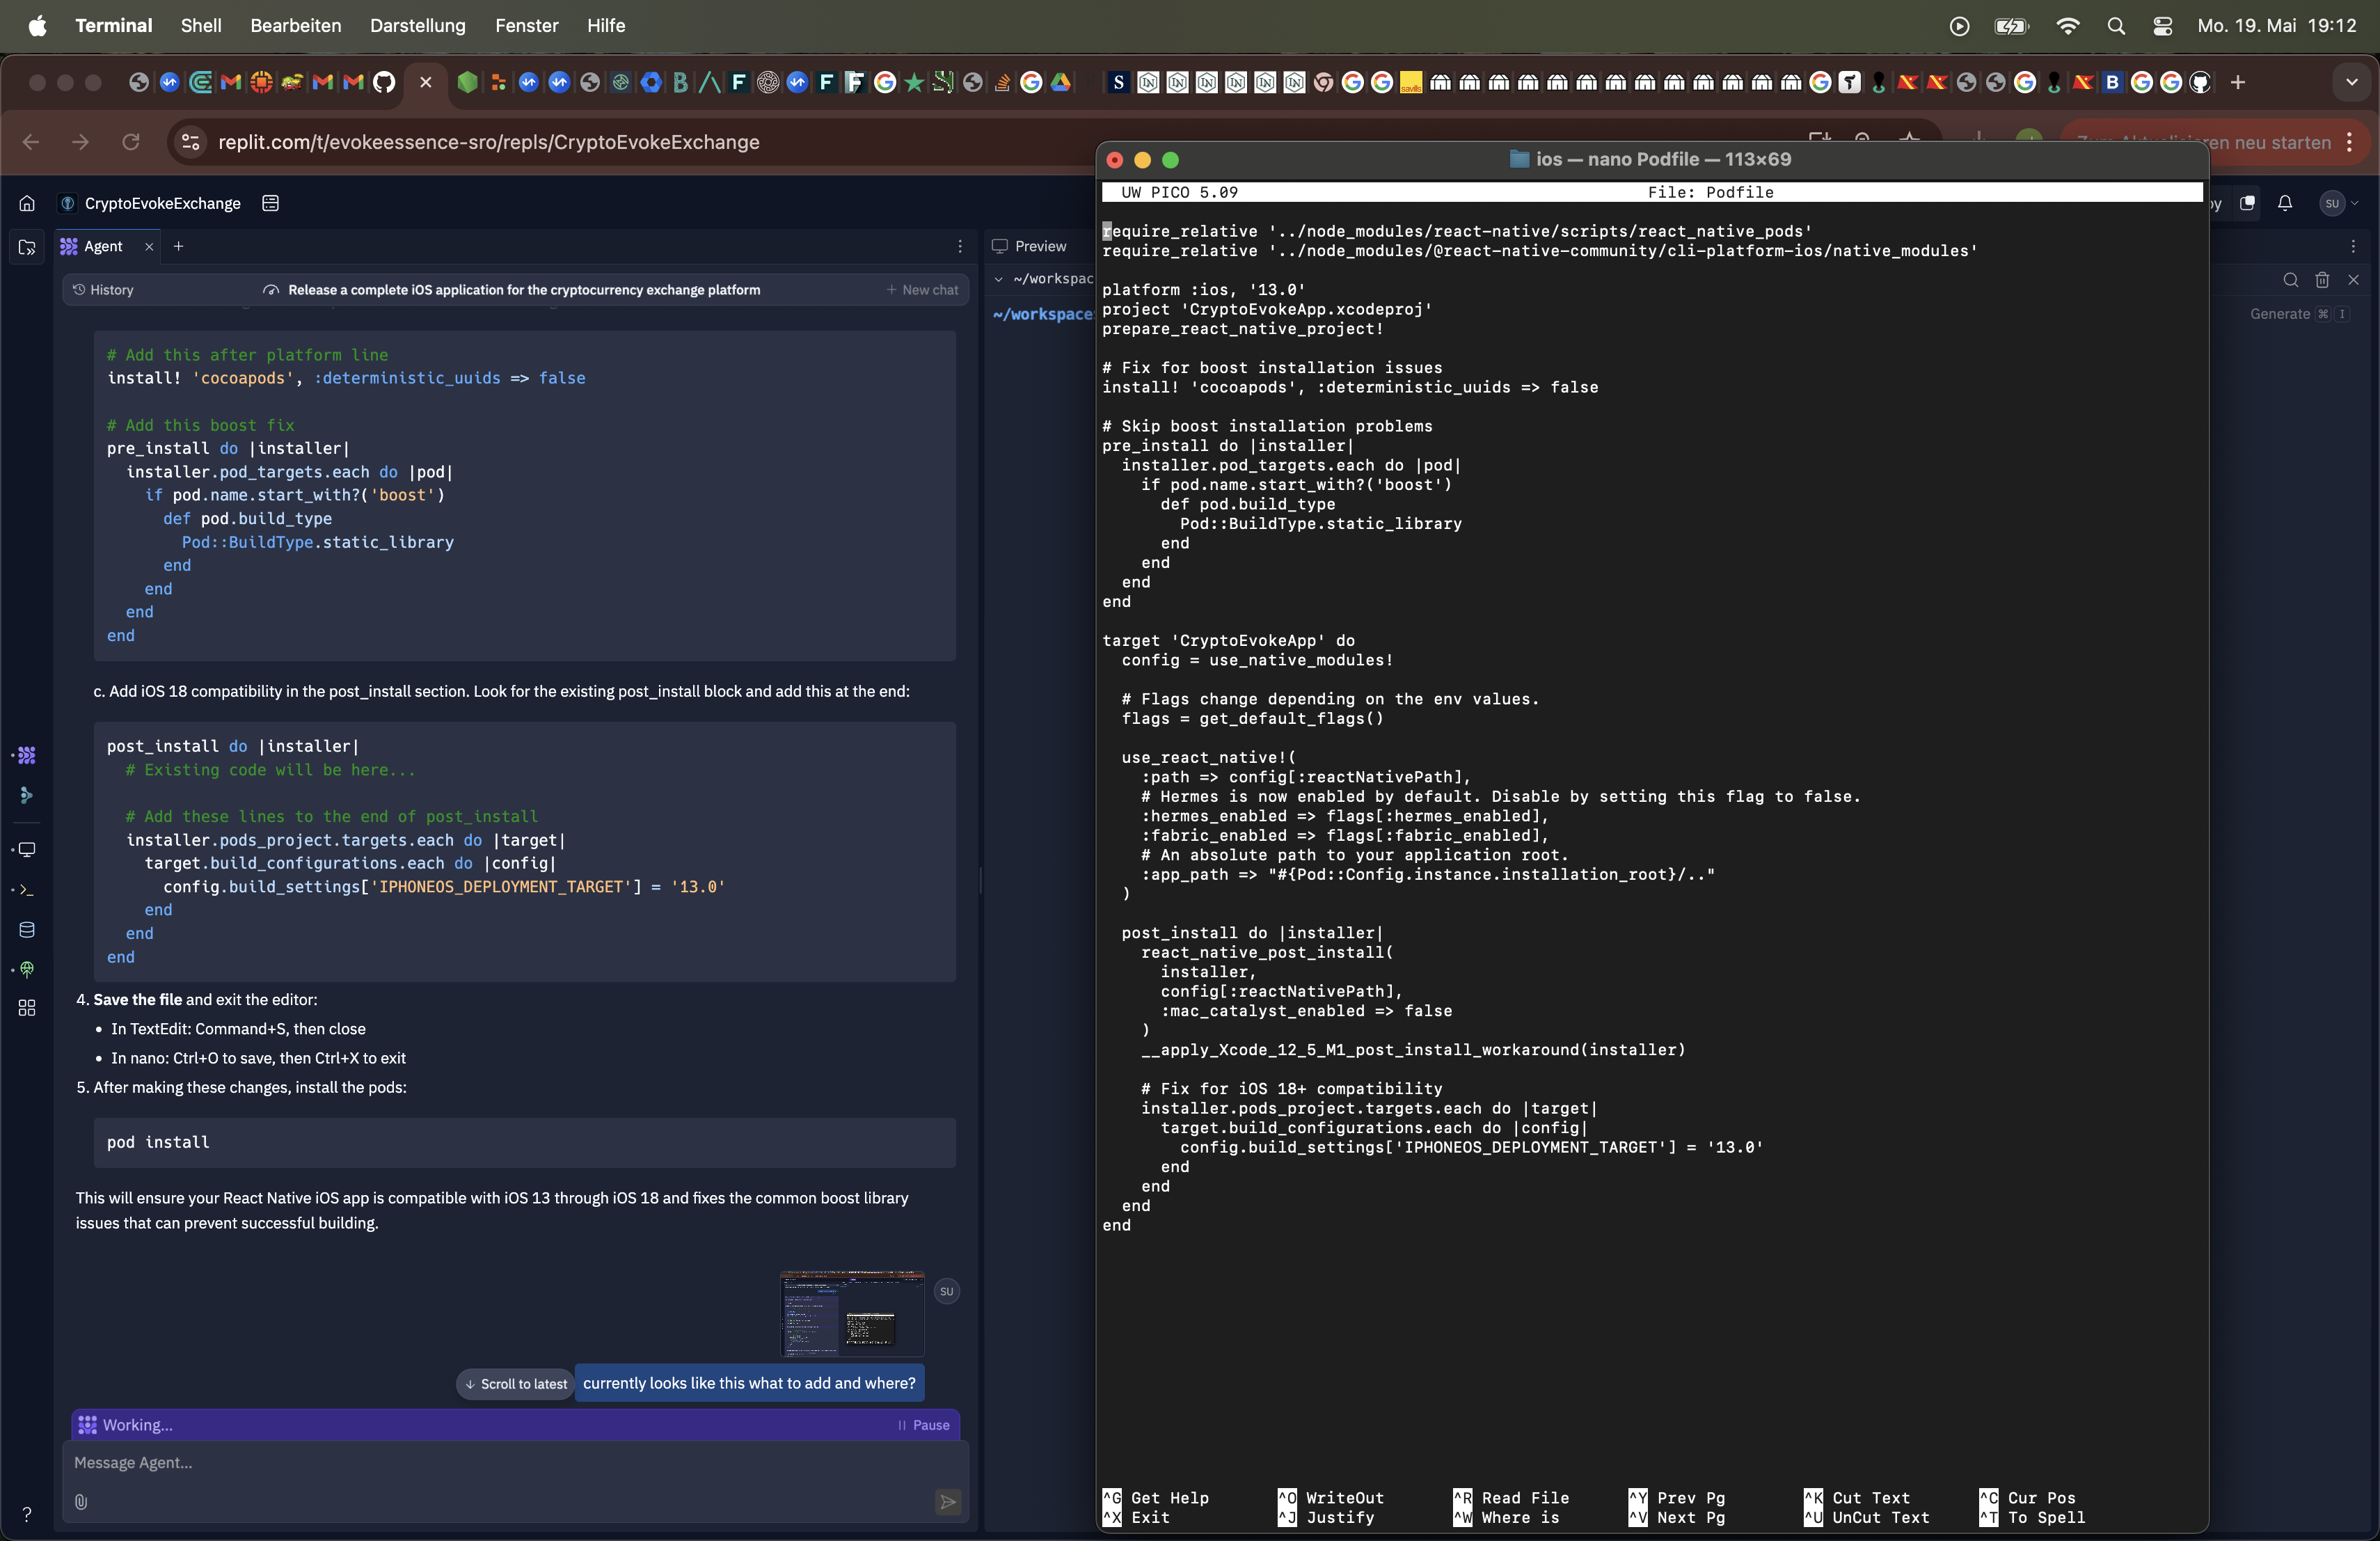 Terminal Shell Bearbeiten Darstellung Fenster Hilfe
Mo. 19. Mai 19:12
replit.com/t/evokeessence-sro/repls/CryptoEvokeExchange
ren neu starten
CryptoEvokeExchange
SU
Agent
Preview
History
Release a complete iOS application for the cryptocurrency exchange platform
New chat
~/workspac
~/workspace
Generate ⌘ I
# Add this after platform line
install! 'cocoapods', :deterministic_uuids => false
# Add this boost fix
pre_install do |installer|
installer.pod_targets.each do |pod|
if pod.name.start_with?('boost')
def pod.build_type
Pod::BuildType.static_library
end
end
end
end
c. Add iOS 18 compatibility in the post_install section. Look for the existing post_install block and add this at the end:
post_install do |installer|
# Existing code will be here...
# Add these lines to the end of post_install
installer.pods_project.targets.each do |target|
target.build_configurations.each do |config|
config.build_settings['IPHONEOS_DEPLOYMENT_TARGET'] = '13.0'
end
end
end
4. Save the file and exit the editor:
• In TextEdit: Command+S, then close
• In nano: Ctrl+O to save, then Ctrl+X to exit
5. After making these changes, install the pods:
pod install
This will ensure your React Native iOS app is compatible with iOS 13 through iOS 18 and fixes the common boost library
issues that can prevent successful building.
SU
Scroll to latest
currently looks like this what to add and where?
Working...
Pause
Message Agent...
ios — nano Podfile — 113×69
UW PICO 5.09 File: Podfile
require_relative '../node_modules/react-native/scripts/react_native_pods'
require_relative '../node_modules/@react-native-community/cli-platform-ios/native_modules'
platform :ios, '13.0'
project 'CryptoEvokeApp.xcodeproj'
prepare_react_native_project!
# Fix for boost installation issues
install! 'cocoapods', :deterministic_uuids => false
# Skip boost installation problems
pre_install do |installer|
installer.pod_targets.each do |pod|
if pod.name.start_with?('boost')
def pod.build_type
Pod::BuildType.static_library
end
end
end
end
target 'CryptoEvokeApp' do
config = use_native_modules!
# Flags change depending on the env values.
flags = get_default_flags()
use_react_native!(
:path => config[:reactNativePath],
# Hermes is now enabled by default. Disable by setting this flag to false.
:hermes_enabled => flags[:hermes_enabled],
:fabric_enabled => flags[:fabric_enabled],
# An absolute path to your application root.
:app_path => "#{Pod::Config.instance.installation_root}/.."
)
post_install do |installer|
react_native_post_install(
installer,
config[:reactNativePath],
:mac_catalyst_enabled => false
)
__apply_Xcode_12_5_M1_post_install_workaround(installer)
# Fix for iOS 18+ compatibility
installer.pods_project.targets.each do |target|
target.build_configurations.each do |config|
config.build_settings['IPHONEOS_DEPLOYMENT_TARGET'] = '13.0'
end
end
end
end
^G Get Help ^O WriteOut ^R Read File ^Y Prev Pg ^K Cut Text ^C Cur Pos
^X Exit ^J Justify ^W Where is ^V Next Pg ^U UnCut Text ^T To Spell